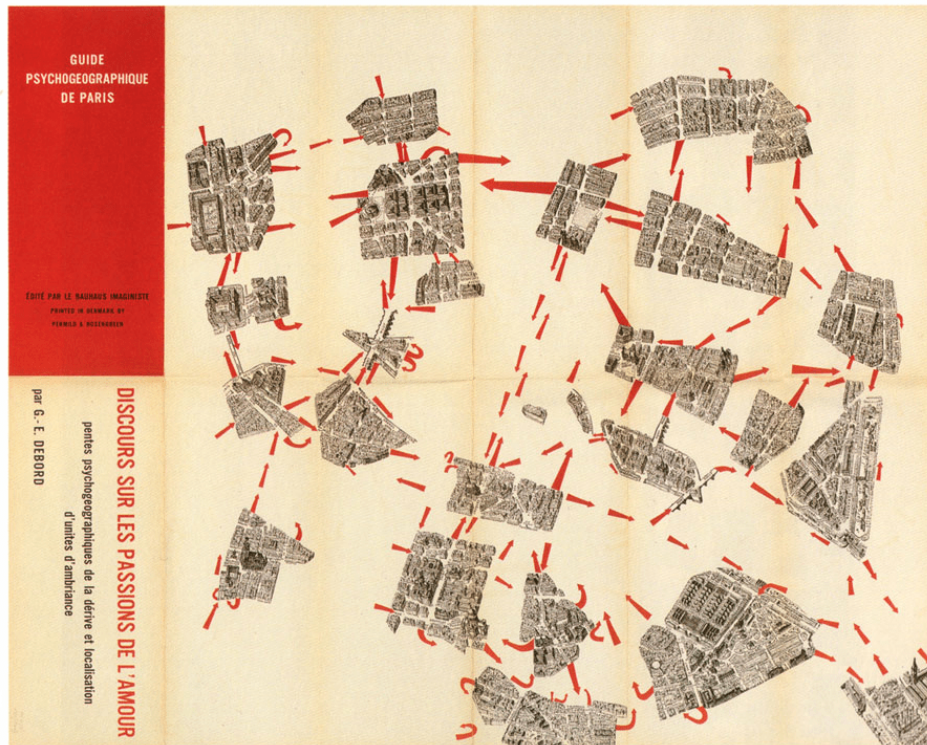 GUIDE
PSYCHOGEOGRAPHIQUE
DE PARIS
ÉDITÉ PAR LE BAUHAUS IMAGINISTE
PRINTED IN DENMARK BY
PERMILD & ROSENGREEN
DISCOURS SUR LES PASSIONS DE L'AMOUR
pentes psychogeographiques de la dérive et localisation
d'unites d'ambriance
par G.-E. DEBORD